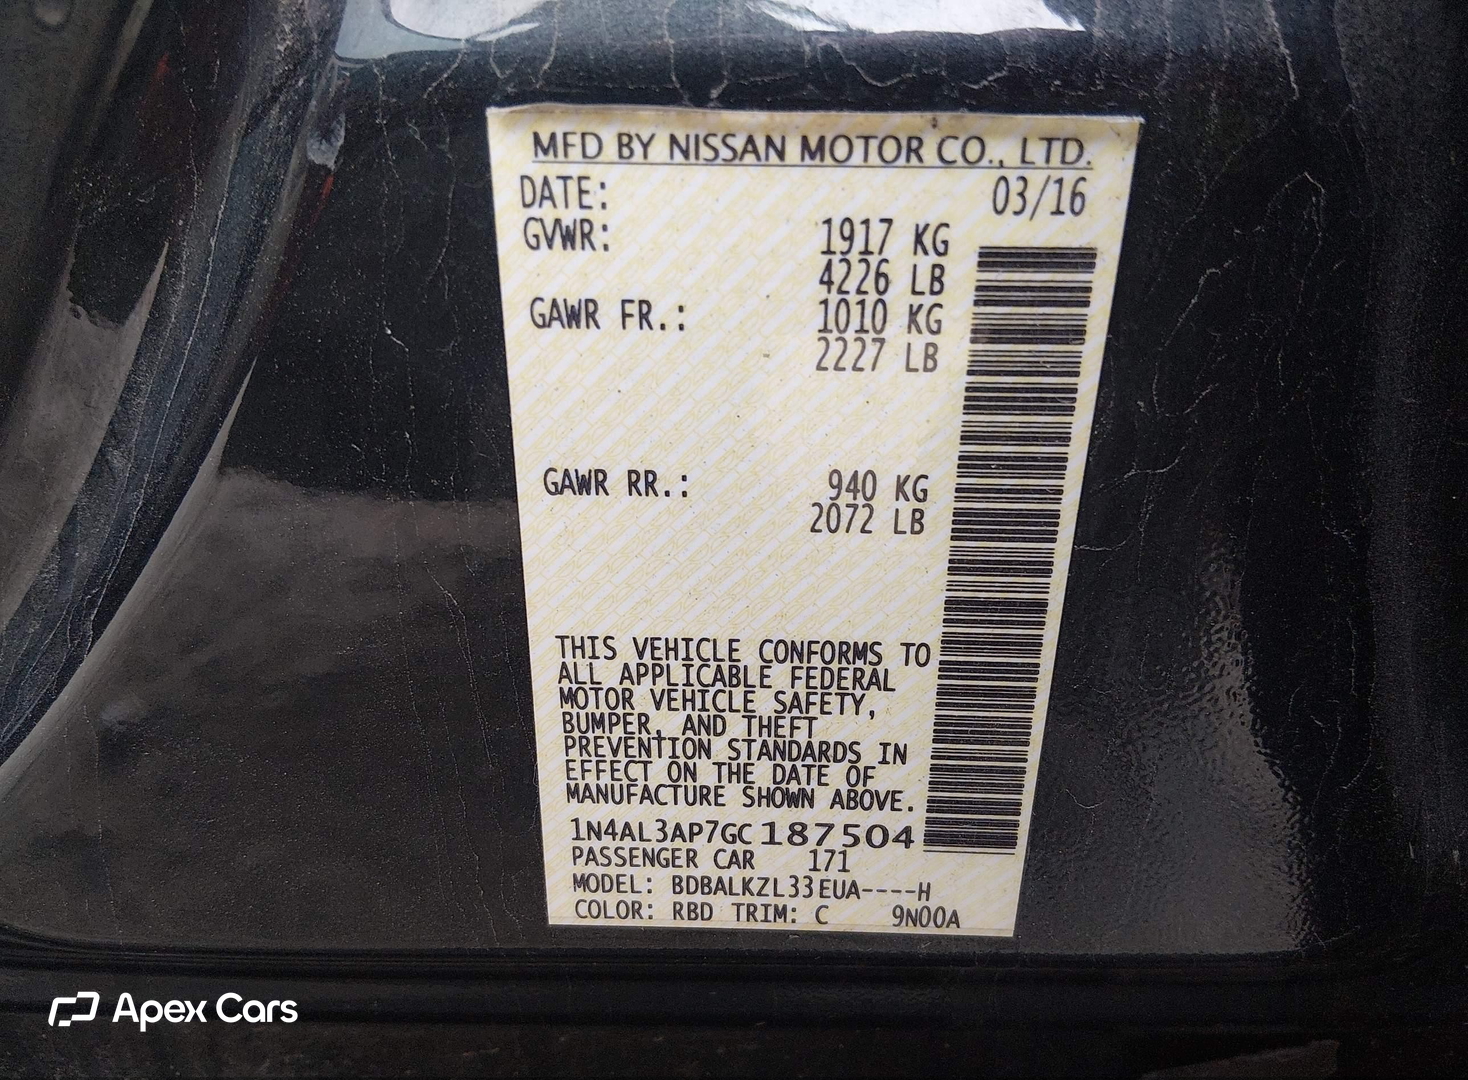 MFD BY NISSAN MOTOR CO., LTD.
DATE: 03/16
GVWR: 1917 KG
4226 LB
GAWR FR.: 1010 KG
2227 LB
GAWR RR.: 940 KG
2072 LB
THIS VEHICLE CONFORMS TO
ALL APPLICABLE FEDERAL
MOTOR VEHICLE SAFETY,
BUMPER, AND THEFT
PREVENTION STANDARDS IN
EFFECT ON THE DATE OF
MANUFACTURE SHOWN ABOVE.
1N4AL3AP7GC187504
PASSENGER CAR 171
MODEL: BDBALKZL33EUA----H
COLOR: RBD TRIM: C 9N00A
Apex Cars